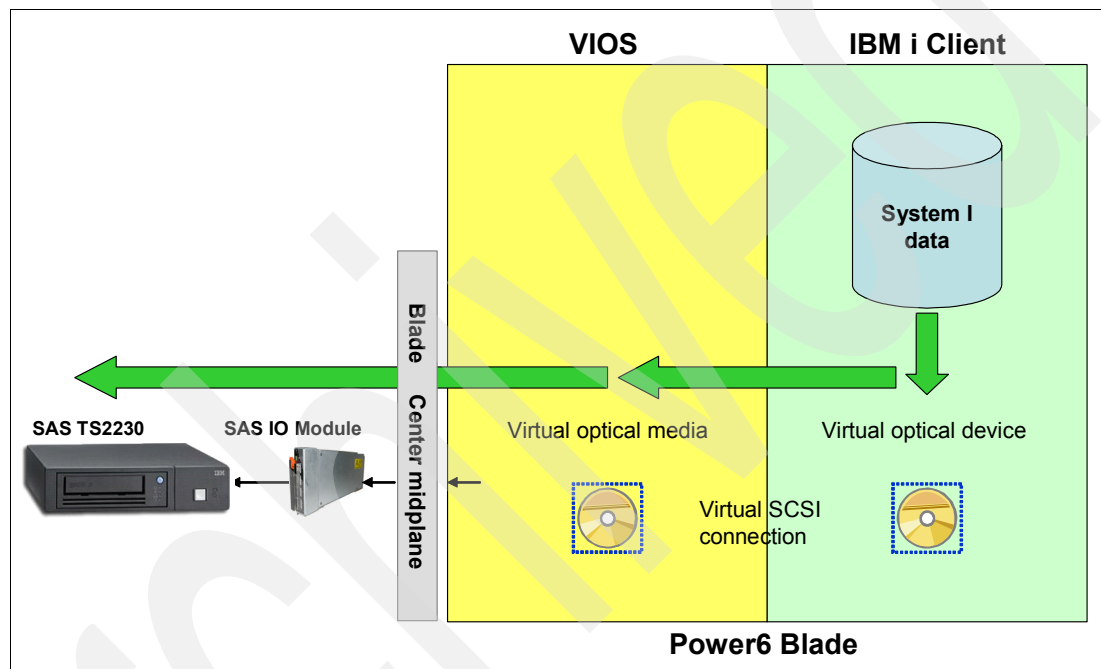 VIOS
IBM i Client
System I
data
Blade Center midplane
SAS TS2230
SAS IO Module
Virtual optical media
Virtual optical device
Virtual SCSI
connection
Power6 Blade